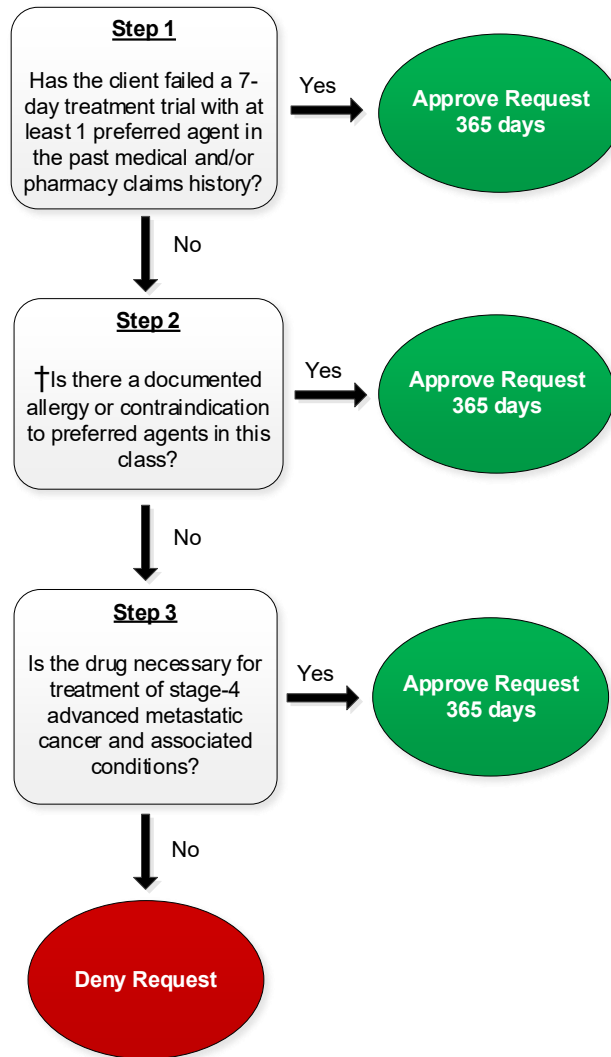 Step 1
Has the client failed a 7-
day treatment trial with at
least 1 preferred agent in
the past medical and/or
pharmacy claims history?
Yes
Approve Request
365 days
No
Step 2
†Is there a documented
allergy or contraindication
to preferred agents in this
class?
Yes
Approve Request
365 days
No
Step 3
Is the drug necessary for
treatment of stage-4
advanced metastatic
cancer and associated
conditions?
Yes
Approve Request
365 days
No
Deny Request